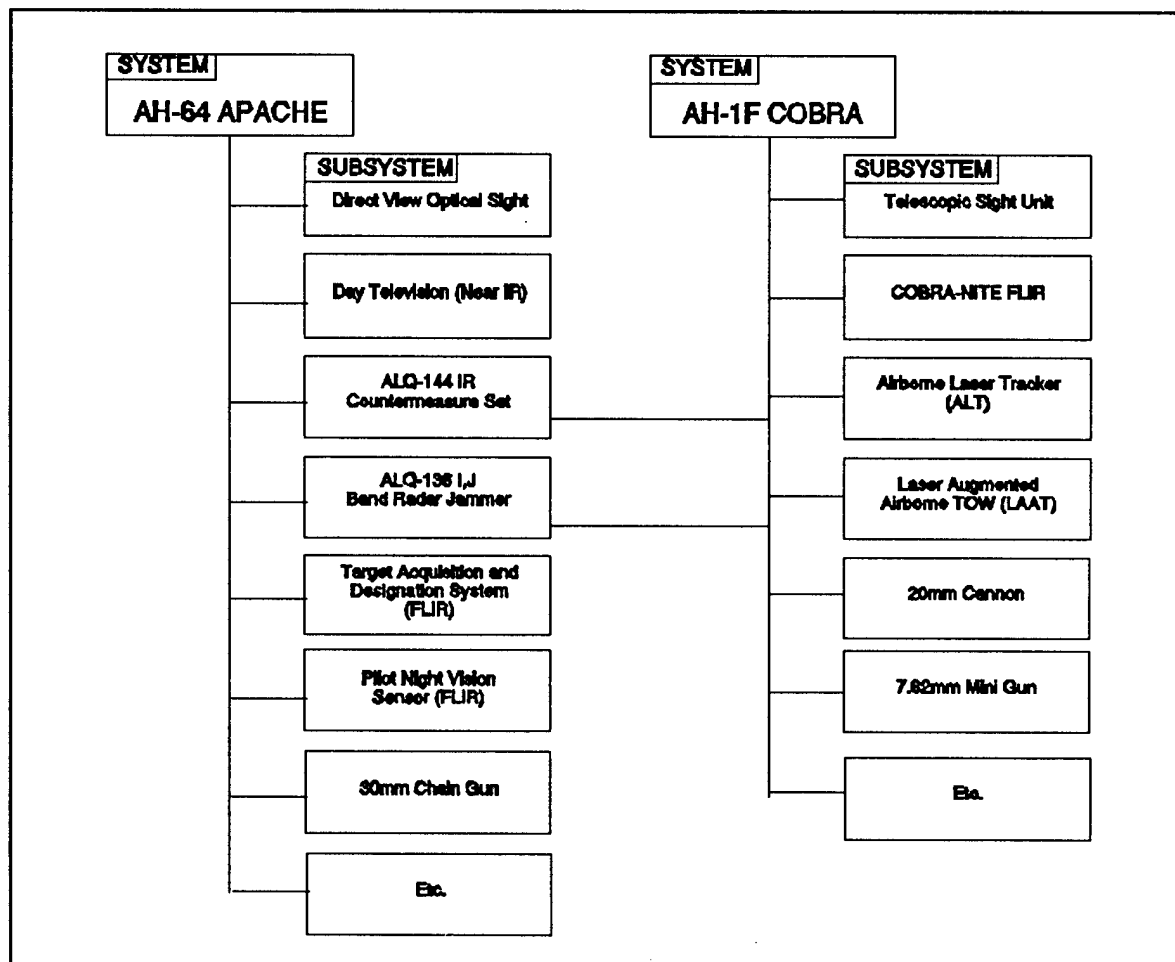 SYSTEM
AH-64 APACHE
SUBSYSTEM
Direct View Optical Sight
Day Television (Near IR)
ALQ-144 IR
Countermeasure Set
ALQ-136 I,J
Band Radar Jammer
Target Acquisition and
Designation System
(FLIR)
Pilot Night Vision
Sensor (FLIR)
30mm Chain Gun
Etc.
SYSTEM
AH-1F COBRA
SUBSYSTEM
Telescopic Sight Unit
COBRA-NITE FLIR
Airborne Laser Tracker
(ALT)
Laser Augmented
Airborne TOW (LAAT)
20mm Cannon
7.62mm Mini Gun
Etc.